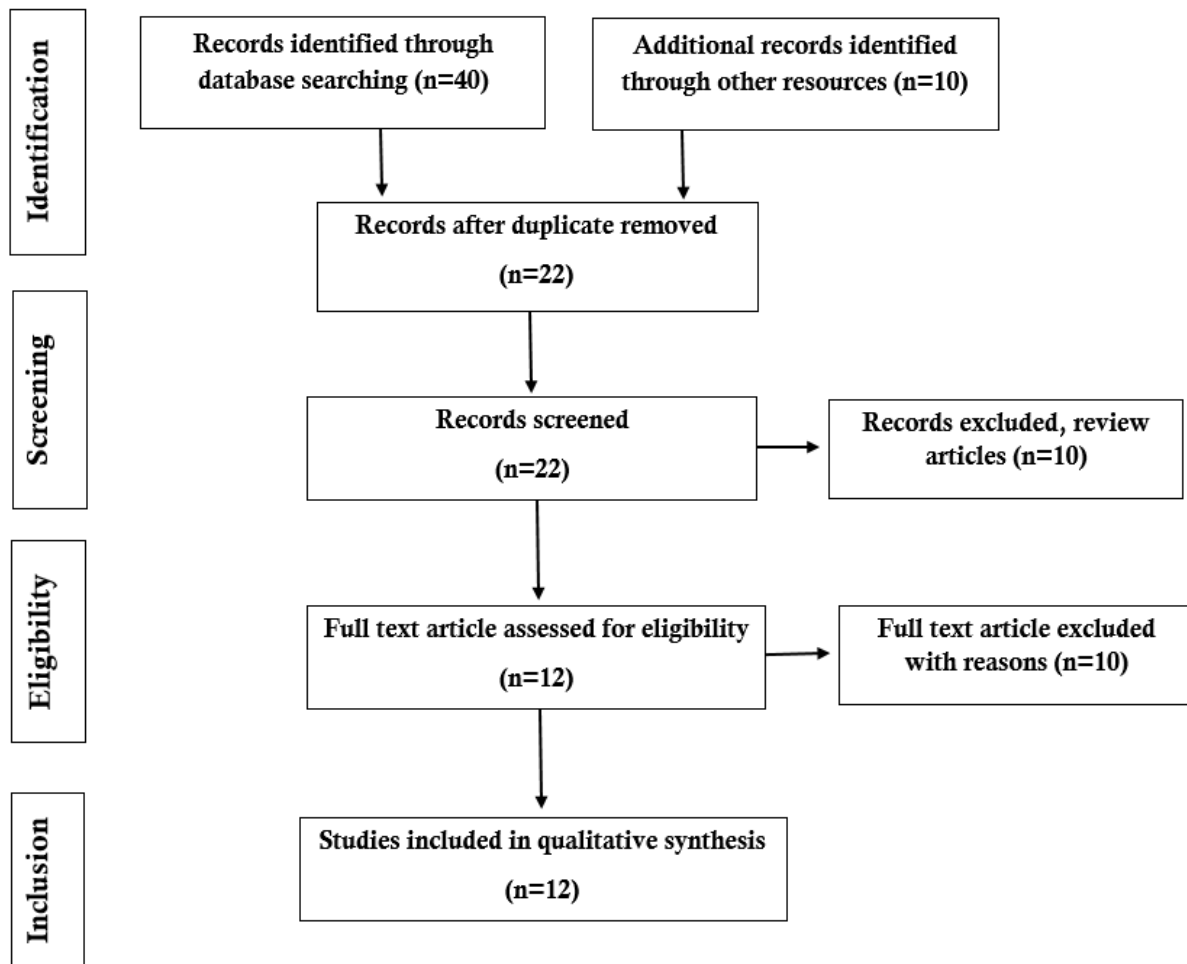 Identification
Records identified through
database searching (n=40)
Additional records identified
through other resources (n=10)
Records after duplicate removed
(n=22)
Screening
Records screened
(n=22)
Records excluded, review
articles (n=10)
Eligibility
Full text article assessed for eligibility
(n=12)
Full text article excluded
with reasons (n=10)
Inclusion
Studies included in qualitative synthesis
(n=12)